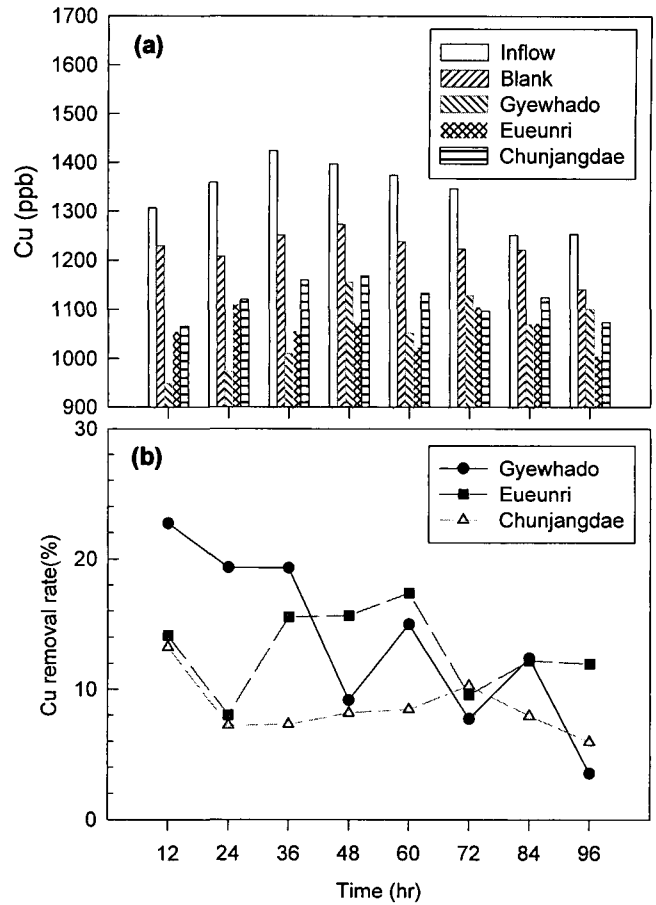 (a)
Cu (ppb)
1700
1600
1500
1400
1300
1200
1100
1000
900
Inflow
Blank
Gyewhado
Eueunri
Chunjangdae
(b)
Cu removal rate(%)
30
20
10
0
Gyewhado
Eueunri
Chunjangdae
12 24 36 48 60 72 84 96
Time (hr)